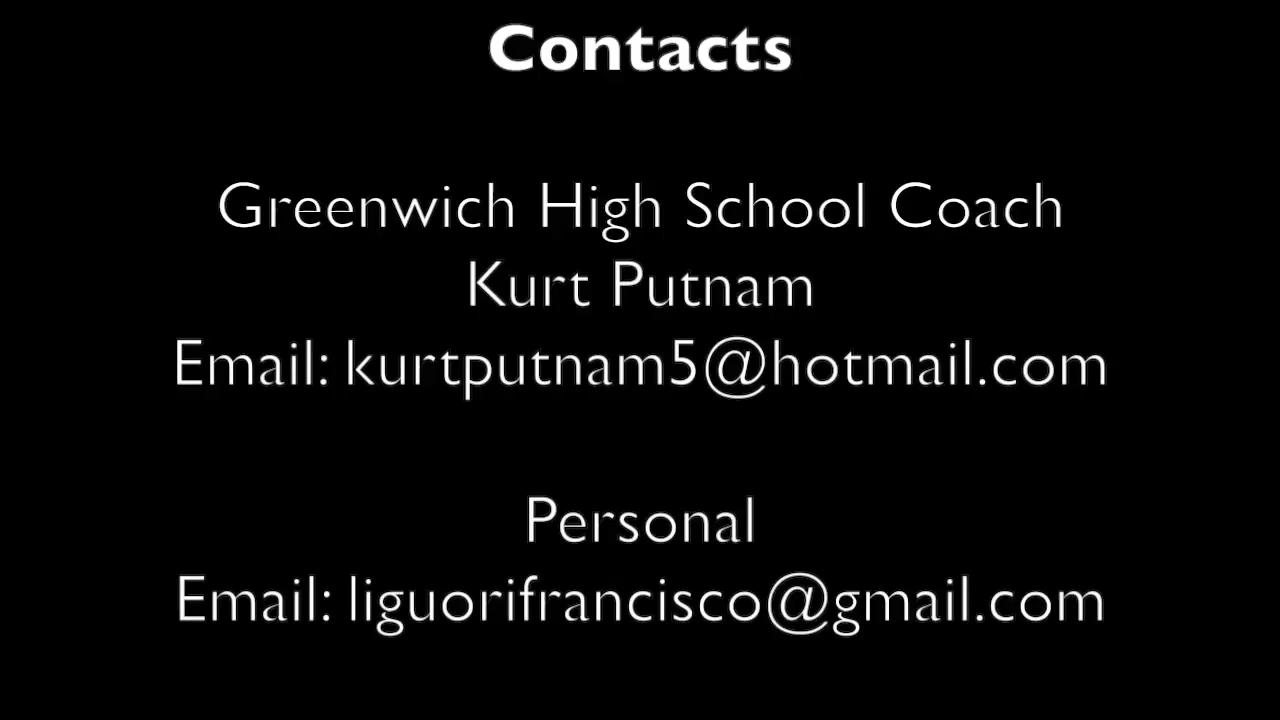 Contacts
Greenwich High School Coach
Kurt Putnam
Email: kurtputnam5@hotmail.com
Personal
Email: liguorifrancisco@gmail.com